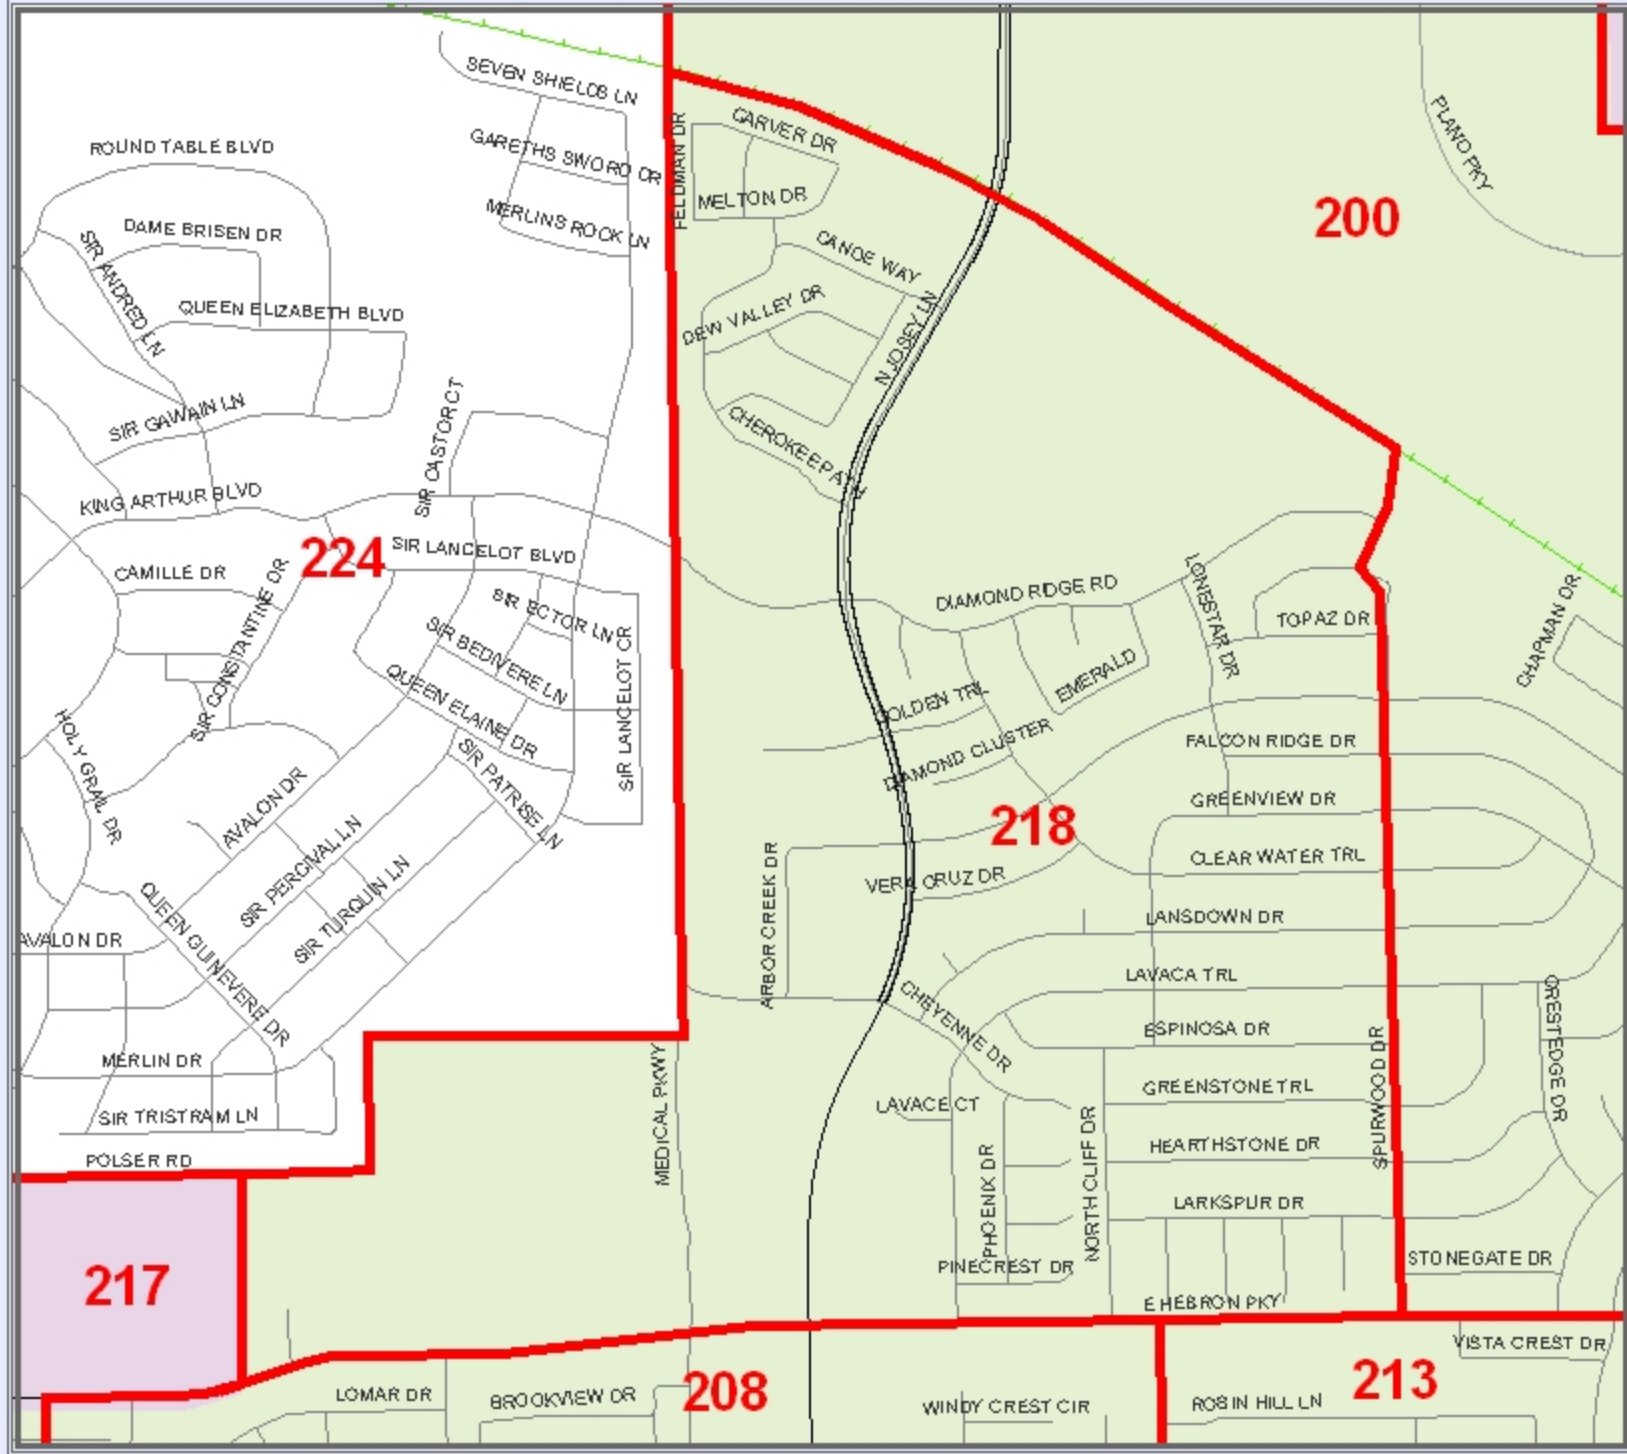 SEVEN SHIELDS LN
GARETHS SWORD DR
MERLINS ROCK LN
FELDMAN DR
CARVER DR
MELTON DR
PLANO PKY
200
ROUND TABLE BLVD
DAME BRISEN DR
SIR ANDRED LN
QUEEN ELIZABETH BLVD
CANOE WAY
DEW VALLEY DR
N JOSEY LN
SIR GAWAIN LN
SIR CASTOR CT
CHEROKEE PATH
KING ARTHUR BLVD
224
SIR LANCELOT BLVD
CAMILLE DR
SIR CONSTANTINE DR
SIR ECTOR LN
SIR BEDIVERE LN
SIR LANCELOT CR
QUEEN ELAINE DR
SIR PATRISE LN
DIAMOND RIDGE RD
LONESTAR DR
TOPAZ DR
CHAPMAN DR
EMERALD
GOLDEN TRL
DIAMOND CLUSTER
FALCON RIDGE DR
HOLY GRAIL DR
AVALON DR
SIR PERCIVAL LN
SIR TURQUIN LN
218
GREENVIEW DR
CLEAR WATER TRL
VERA CRUZ DR
ARBOR CREEK DR
QUEEN GUINEVERE DR
AVALON DR
LANSDOWN DR
LAVACA TRL
CHEYENNE DR
ESPINOSA DR
CRESTEDGE DR
SPURWOOD DR
MERLIN DR
MEDICAL PKWY
GREENSTONE TRL
LAVACE CT
SIR TRISTRAM LN
PHOENIX DR
NORTH CLIFF DR
HEARTHSTONE DR
POLSER RD
LARKSPUR DR
217
PINECREST DR
STONEGATE DR
E HEBRON PKY
VISTA CREST DR
LOMAR DR
BROOKVIEW DR
208
WINDY CREST CIR
ROBIN HILL LN
213